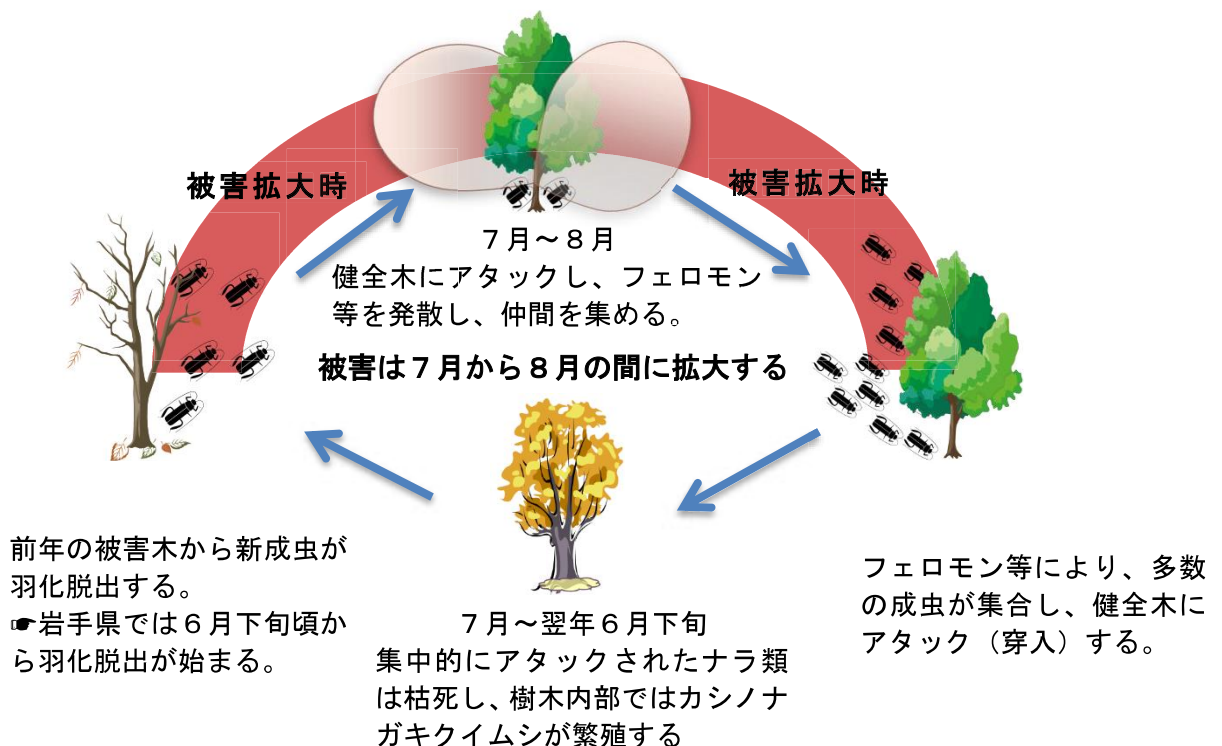 被害拡大時
被害拡大時
７月～８月
健全木にアタックし、フェロモン
等を発散し、仲間を集める。
被害は７月から８月の間に拡大する
前年の被害木から新成虫が
羽化脱出する。
☛岩手県では６月下旬頃か
ら羽化脱出が始まる。
７月～翌年６月下旬
集中的にアタックされたナラ類
は枯死し、樹木内部ではカシノナ
ガキクイムシが繁殖する
フェロモン等により、多数
の成虫が集合し、健全木に
アタック（穿入）する。